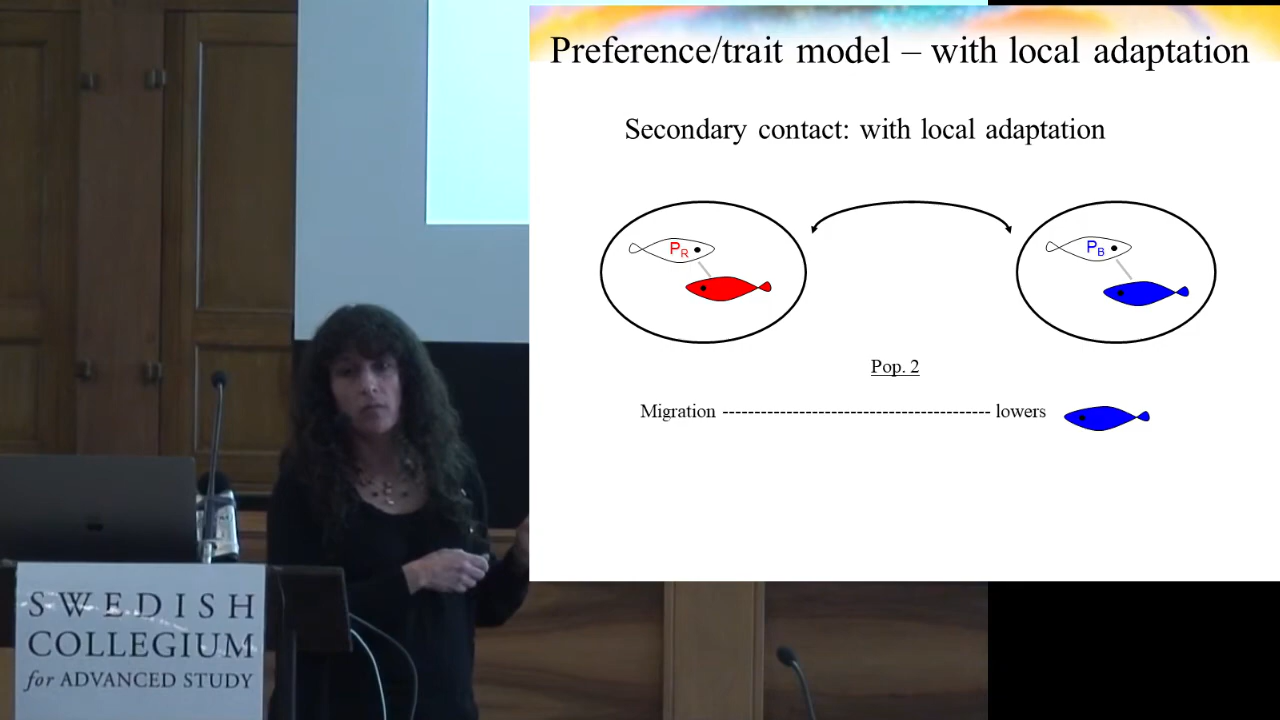 Preference/trait model – with local adaptation
Secondary contact: with local adaptation
PR
PB
Pop. 2
Migration ------------------------------------------ lowers
SWEDISH
COLLEGIUM
for ADVANCED STUDY